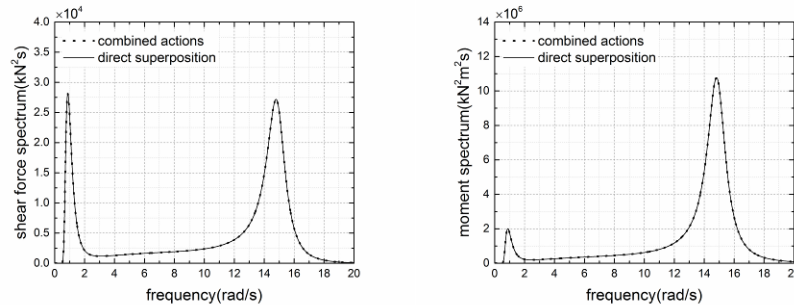 ×10⁴
4.0
3.5
3.0
2.5
2.0
1.5
1.0
0.5
0.0
shear force spectrum(kN²s)
combined actions
direct superposition
0 2 4 6 8 10 12 14 16 18 20
frequency(rad/s)
×10⁶
14
12
10
8
6
4
2
0
moment spectrum(kN²m²s)
combined actions
direct superposition
0 2 4 6 8 10 12 14 16 18 20
frequency(rad/s)